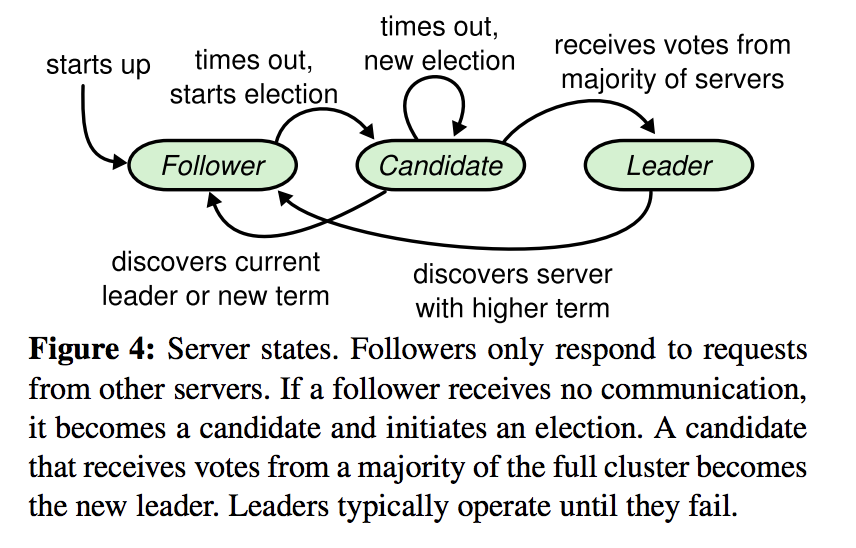 starts up
times out,
starts election
times out,
new election
receives votes from
majority of servers
Follower
Candidate
Leader
discovers current
leader or new term
discovers server
with higher term
Figure 4: Server states. Followers only respond to requests
from other servers. If a follower receives no communication,
it becomes a candidate and initiates an election. A candidate
that receives votes from a majority of the full cluster becomes
the new leader. Leaders typically operate until they fail.